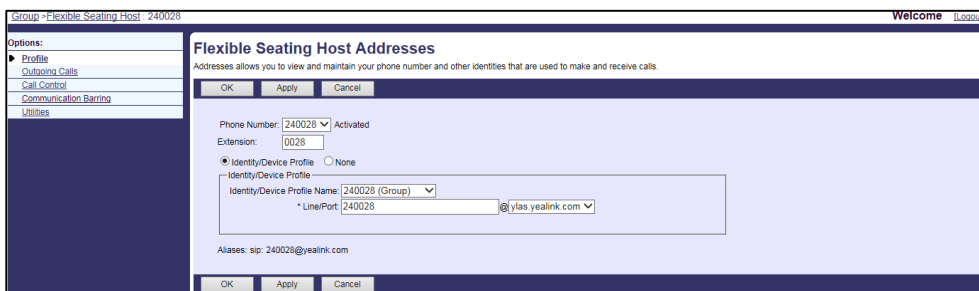 Group >Flexible Seating Host : 240028
Welcome [Logou
Options:
Profile
Outgoing Calls
Call Control
Communication Barring
Utilities
Flexible Seating Host Addresses
Addresses allows you to view and maintain your phone number and other identities that are used to make and receive calls.
OK Apply Cancel
Phone Number: 240028 Activated
Extension: 0028
Identity/Device Profile None
Identity/Device Profile
Identity/Device Profile Name: 240028 (Group)
* Line/Port: 240028 @ ylas.yealink.com
Aliases: sip: 240028@yealink.com
OK Apply Cancel